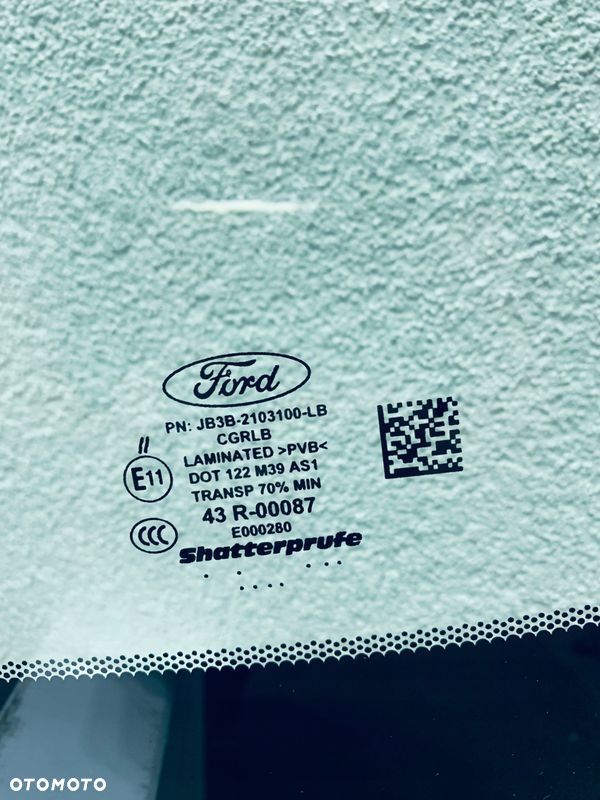 Ford
PN: JB3B-2103100-LB
CGRLB
LAMINATED >PVB<
DOT 122 M39 AS1
TRANSP 70% MIN
43 R-00087
E000280
Shatterprufe
II
E11
CCC
OTOMOTO